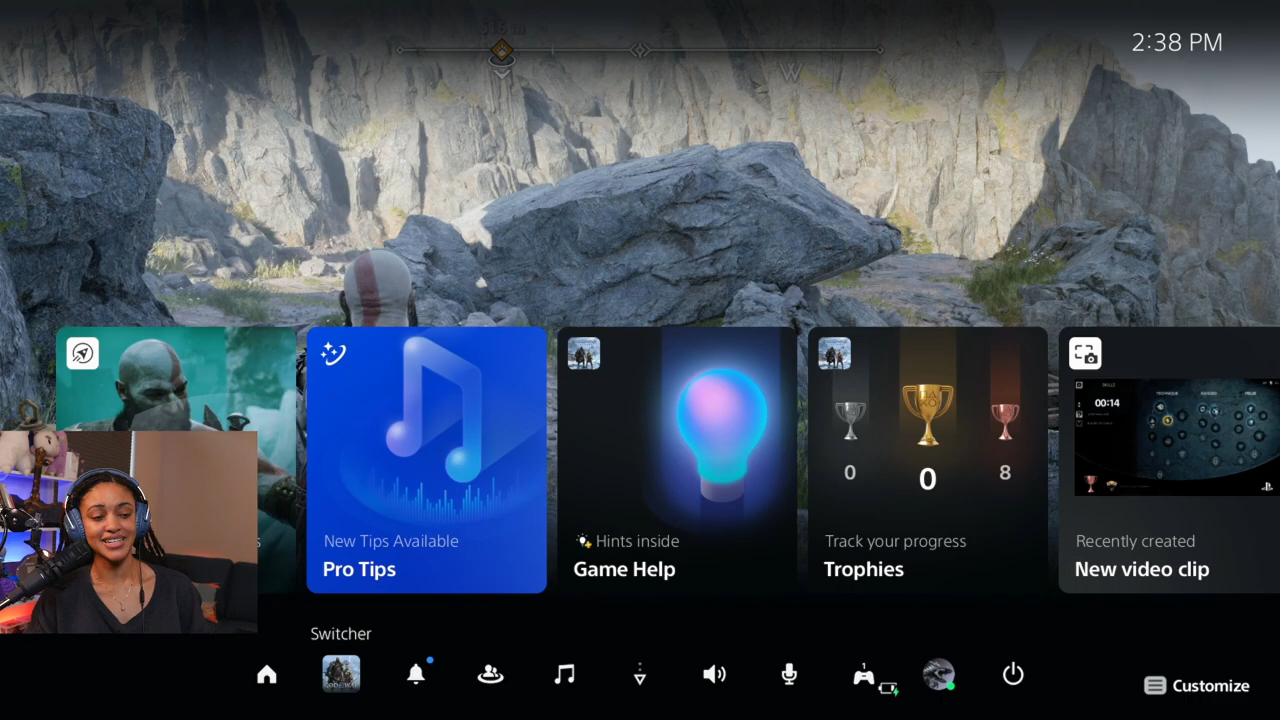 2:38 PM
W
New Tips Available
Pro Tips
Hints inside
Game Help
0
0
8
Track your progress
Trophies
00:14
Recently created
New video clip
Switcher
1
Customize